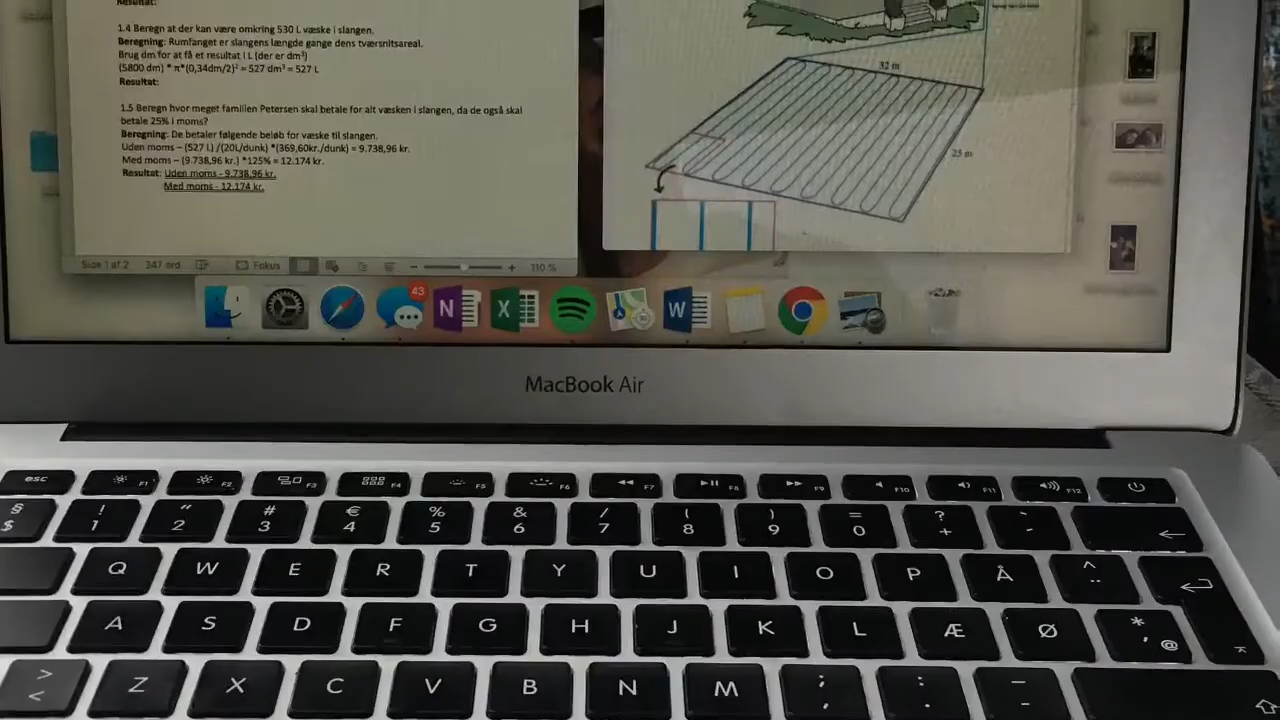 Resultat:
1.4 Beregn at der kan være omkring 530 L væske i slangen.
Beregning: Rumfanget er slangens længde gange dens tværsnitsareal.
Brug dm for at få et resultat i L (der er dm³)
(5800 dm) * π*(0,34dm/2)² = 527 dm³ = 527 L
Resultat:
1.5 Beregn hvor meget familien Petersen skal betale for alt væsken i slangen, da de også skal
betale 25% i moms?
Beregning: De betaler følgende beløb for væske til slangen.
Uden moms – (527 L) /(20L/dunk) *(369,60kr./dunk) = 9.738,96 kr.
Med moms – (9.738,96 kr.) *125% = 12.174 kr.
Resultat: Uden moms - 9.738,96 kr.
Med moms - 12.174 kr.
Side 1 af 2 347 ord Fokus 110 %
32 m
25 m
43
N X W
MacBook Air
esc F1 F2 F3 F4 F5 F6 F7 F8 F9 F10 F11 F12
§ ! " # € % & / ( ) = ? `
$ 1 2 3 4 5 6 7 8 9 0 + ´
Q W E R T Y U I O P Å ^ ¨
A S D F G H J K L Æ Ø * ' @
> < Z X C V B N M ; , : . _ -